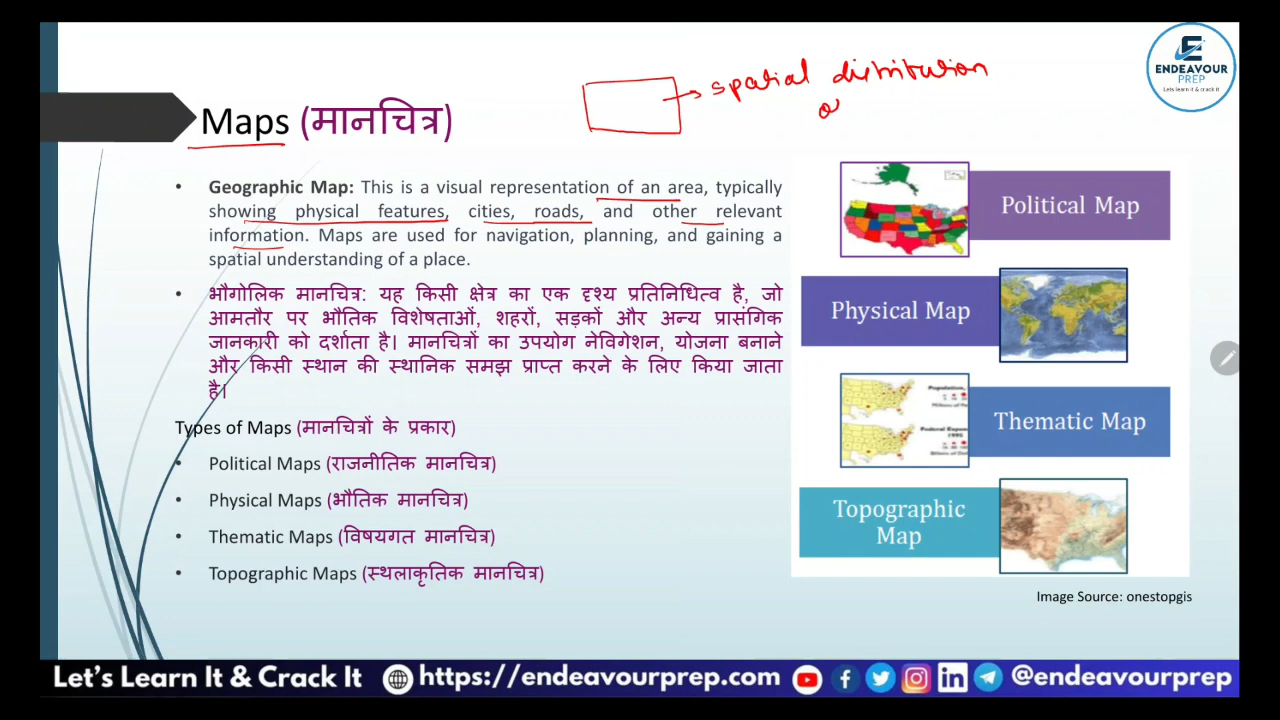 spatial distribution
ENDEAVOUR
PREP
Lets learn it & crack it
Maps (मानचित्र)
• Geographic Map: This is a visual representation of an area, typically
showing physical features, cities, roads, and other relevant
information. Maps are used for navigation, planning, and gaining a
spatial understanding of a place.
• भौगोलिक मानचित्र: यह किसी क्षेत्र का एक दृश्य प्रतिनिधित्व है, जो
आमतौर पर भौतिक विशेषताओं, शहरों, सड़कों और अन्य प्रासंगिक
जानकारी को दर्शाता है। मानचित्रों का उपयोग नेविगेशन, योजना बनाने
और किसी स्थान की स्थानिक समझ प्राप्त करने के लिए किया जाता
है।
Types of Maps (मानचित्रों के प्रकार)
• Political Maps (राजनीतिक मानचित्र)
• Physical Maps (भौतिक मानचित्र)
• Thematic Maps (विषयगत मानचित्र)
• Topographic Maps (स्थलाकृतिक मानचित्र)
Political Map
Physical Map
Thematic Map
Topographic
Map
Image Source: onestopgis
Let's Learn It & Crack It https://endeavourprep.com @endeavourprep